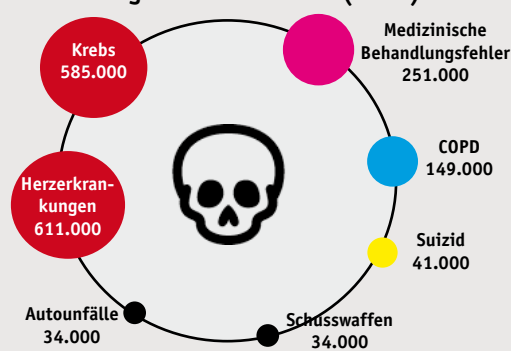 Krebs
585.000
Medizinische
Behandlungsfehler
251.000
COPD
149.000
Herzerkran-
kungen
611.000
Suizid
41.000
Autounfälle
34.000
Schusswaffen
34.000